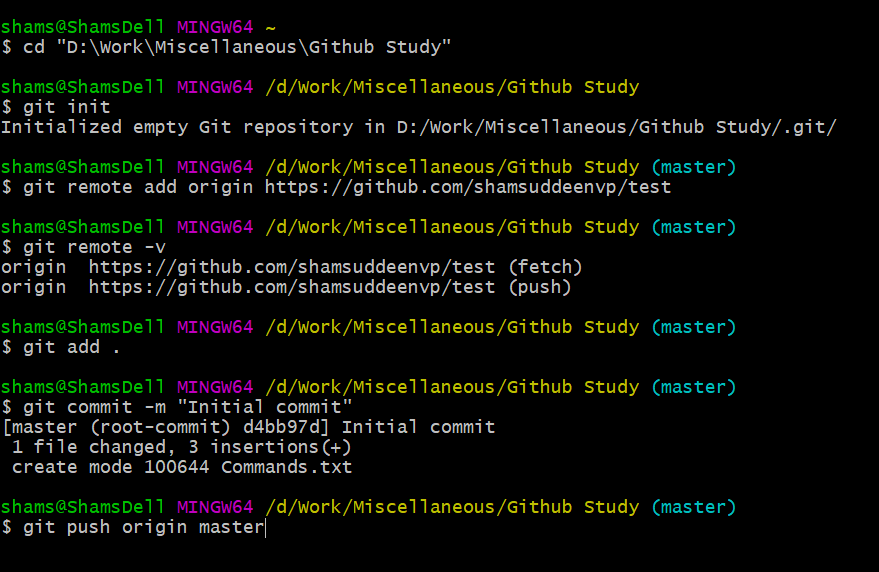 shams@ShamsDell MINGW64 ~
$ cd "D:\Work\Miscellaneous\Github Study"
shams@ShamsDell MINGW64 /d/Work/Miscellaneous/Github Study
$ git init
Initialized empty Git repository in D:/Work/Miscellaneous/Github Study/.git/
shams@ShamsDell MINGW64 /d/Work/Miscellaneous/Github Study (master)
$ git remote add origin https://github.com/shamsuddeenvp/test
shams@ShamsDell MINGW64 /d/Work/Miscellaneous/Github Study (master)
$ git remote -v
origin  https://github.com/shamsuddeenvp/test (fetch)
origin  https://github.com/shamsuddeenvp/test (push)
shams@ShamsDell MINGW64 /d/Work/Miscellaneous/Github Study (master)
$ git add .
shams@ShamsDell MINGW64 /d/Work/Miscellaneous/Github Study (master)
$ git commit -m "Initial commit"
[master (root-commit) d4bb97d] Initial commit
 1 file changed, 3 insertions(+)
 create mode 100644 Commands.txt
shams@ShamsDell MINGW64 /d/Work/Miscellaneous/Github Study (master)
$ git push origin master